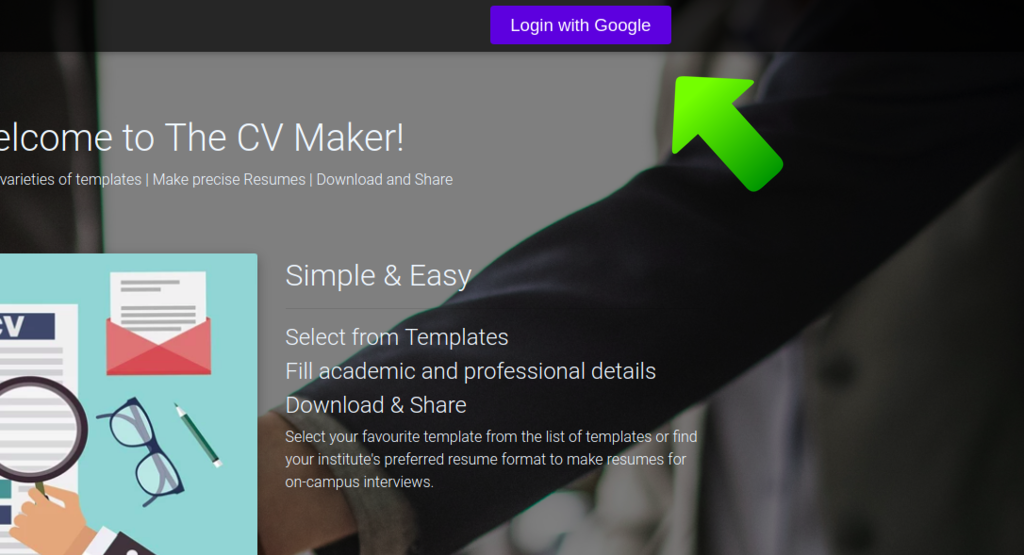 Login with Google
elcome to The CV Maker!
varieties of templates | Make precise Resumes | Download and Share
Simple & Easy
CV
Select from Templates
Fill academic and professional details
Download & Share
Select your favourite template from the list of templates or find
your institute's preferred resume format to make resumes for
on-campus interviews.